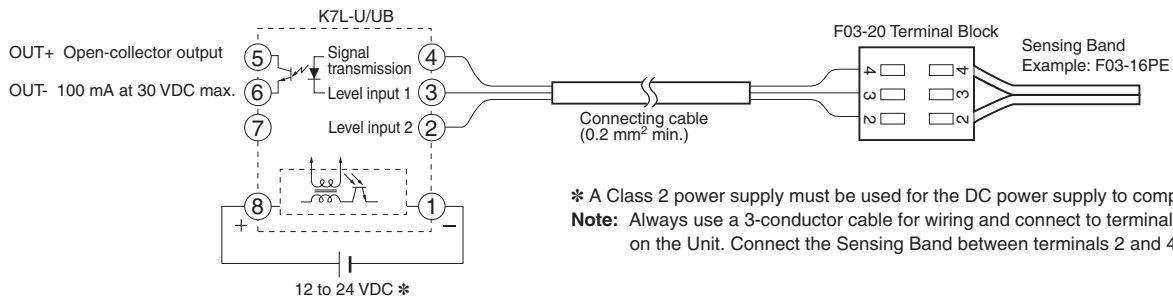 K7L-U/UB
OUT+ Open-collector output
OUT- 100 mA at 30 VDC max.
5
6
7
8
Signal
transmission
Level input 1
Level input 2
4
3
2
1
+
−
12 to 24 VDC ✻
Connecting cable
(0.2 mm² min.)
F03-20 Terminal Block
4
3
2
4
3
2
Sensing Band
Example: F03-16PE
✻ A Class 2 power supply must be used for the DC power supply to
Note: Always use a 3-conductor cable for wiring and connect to
on the Unit. Connect the Sensing Band between terminals 2 and 4